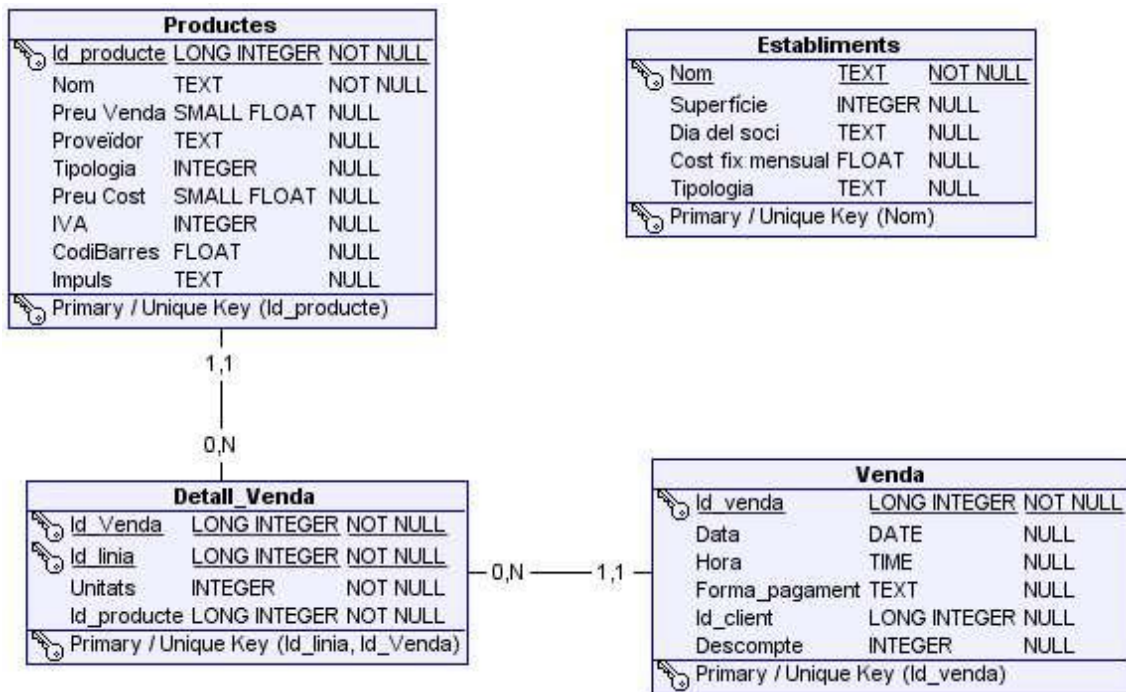 Productes
Id_producte LONG INTEGER NOT NULL
Nom TEXT NOT NULL
Preu Venda SMALL FLOAT NULL
Proveïdor TEXT NULL
Tipologia INTEGER NULL
Preu Cost SMALL FLOAT NULL
IVA INTEGER NULL
CodiBarres FLOAT NULL
Impuls TEXT NULL
Primary / Unique Key (Id_producte)
Establiments
Nom TEXT NOT NULL
Superfície INTEGER NULL
Dia del soci TEXT NULL
Cost fix mensual FLOAT NULL
Tipologia TEXT NULL
Primary / Unique Key (Nom)
1,1
0,N
Detall_Venda
Id_Venda LONG INTEGER NOT NULL
Id_linia LONG INTEGER NOT NULL
Unitats INTEGER NOT NULL
Id_producte LONG INTEGER NOT NULL
Primary / Unique Key (Id_linia, Id_Venda)
0,N 1,1
Venda
Id_venda LONG INTEGER NOT NULL
Data DATE NULL
Hora TIME NULL
Forma_pagament TEXT NULL
Id_client LONG INTEGER NULL
Descompte INTEGER NULL
Primary / Unique Key (Id_venda)